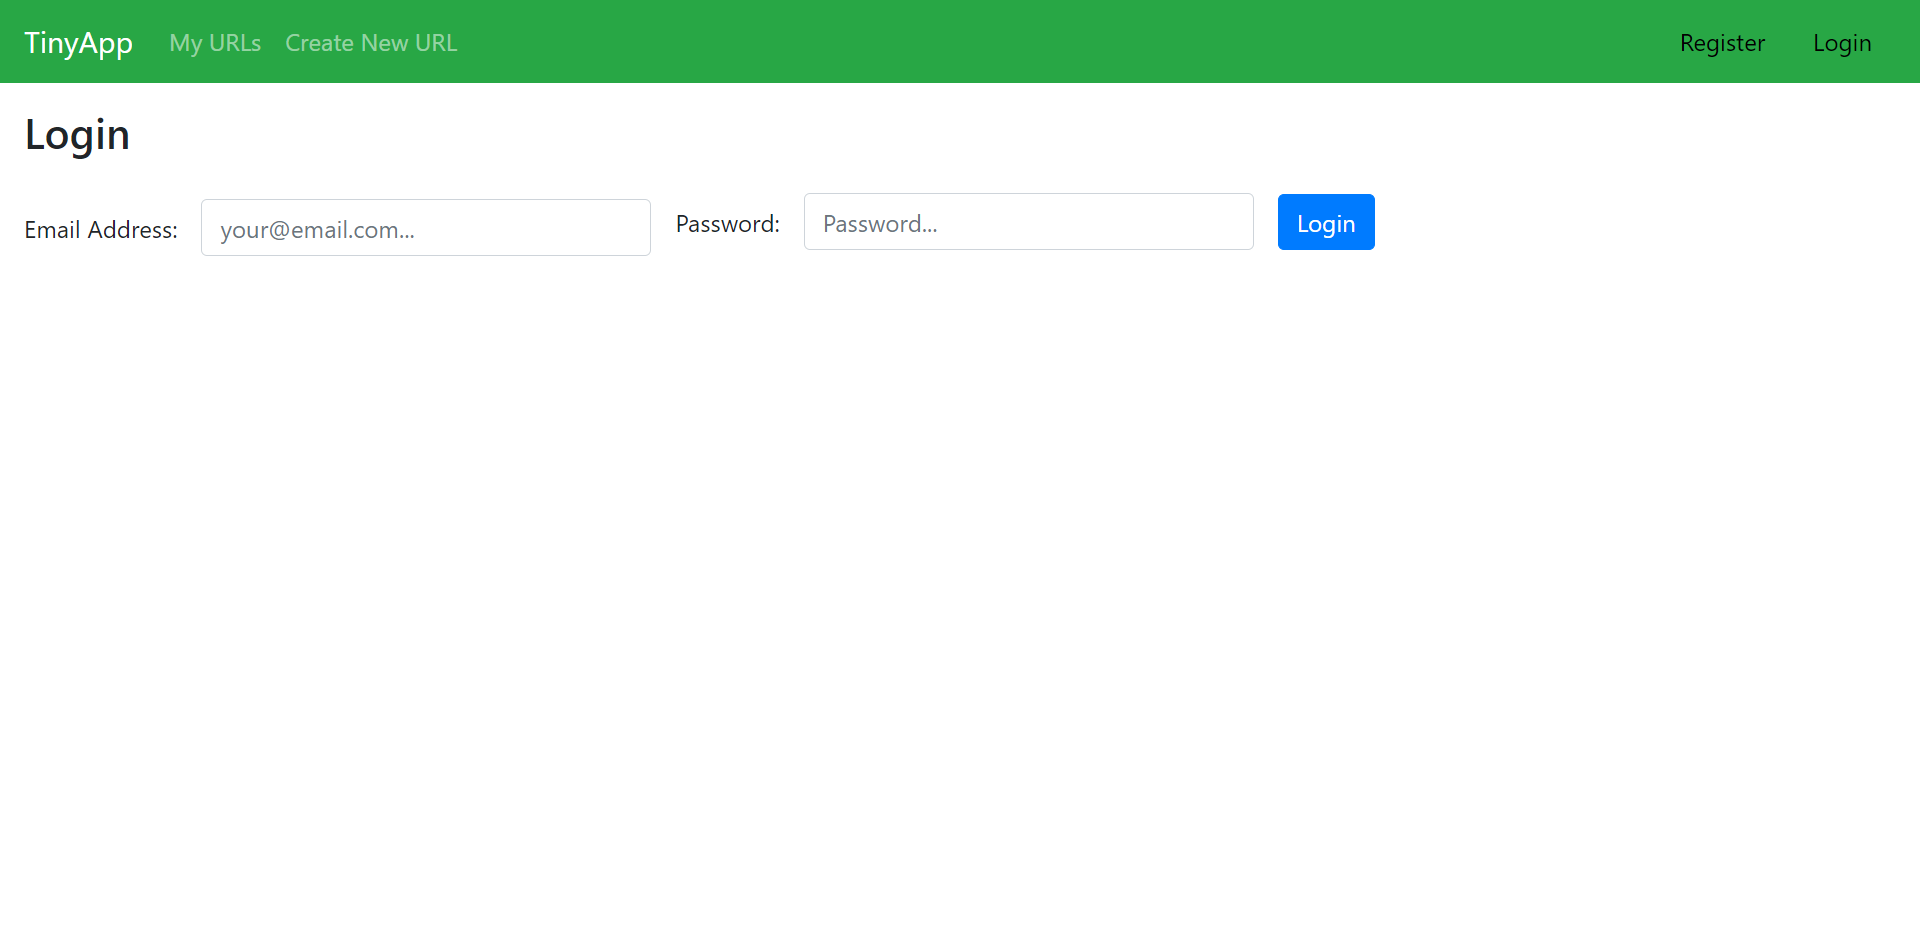 TinyApp My URLs Create New URL Register Login
Login
Email Address: your@email.com... Password: Password... Login